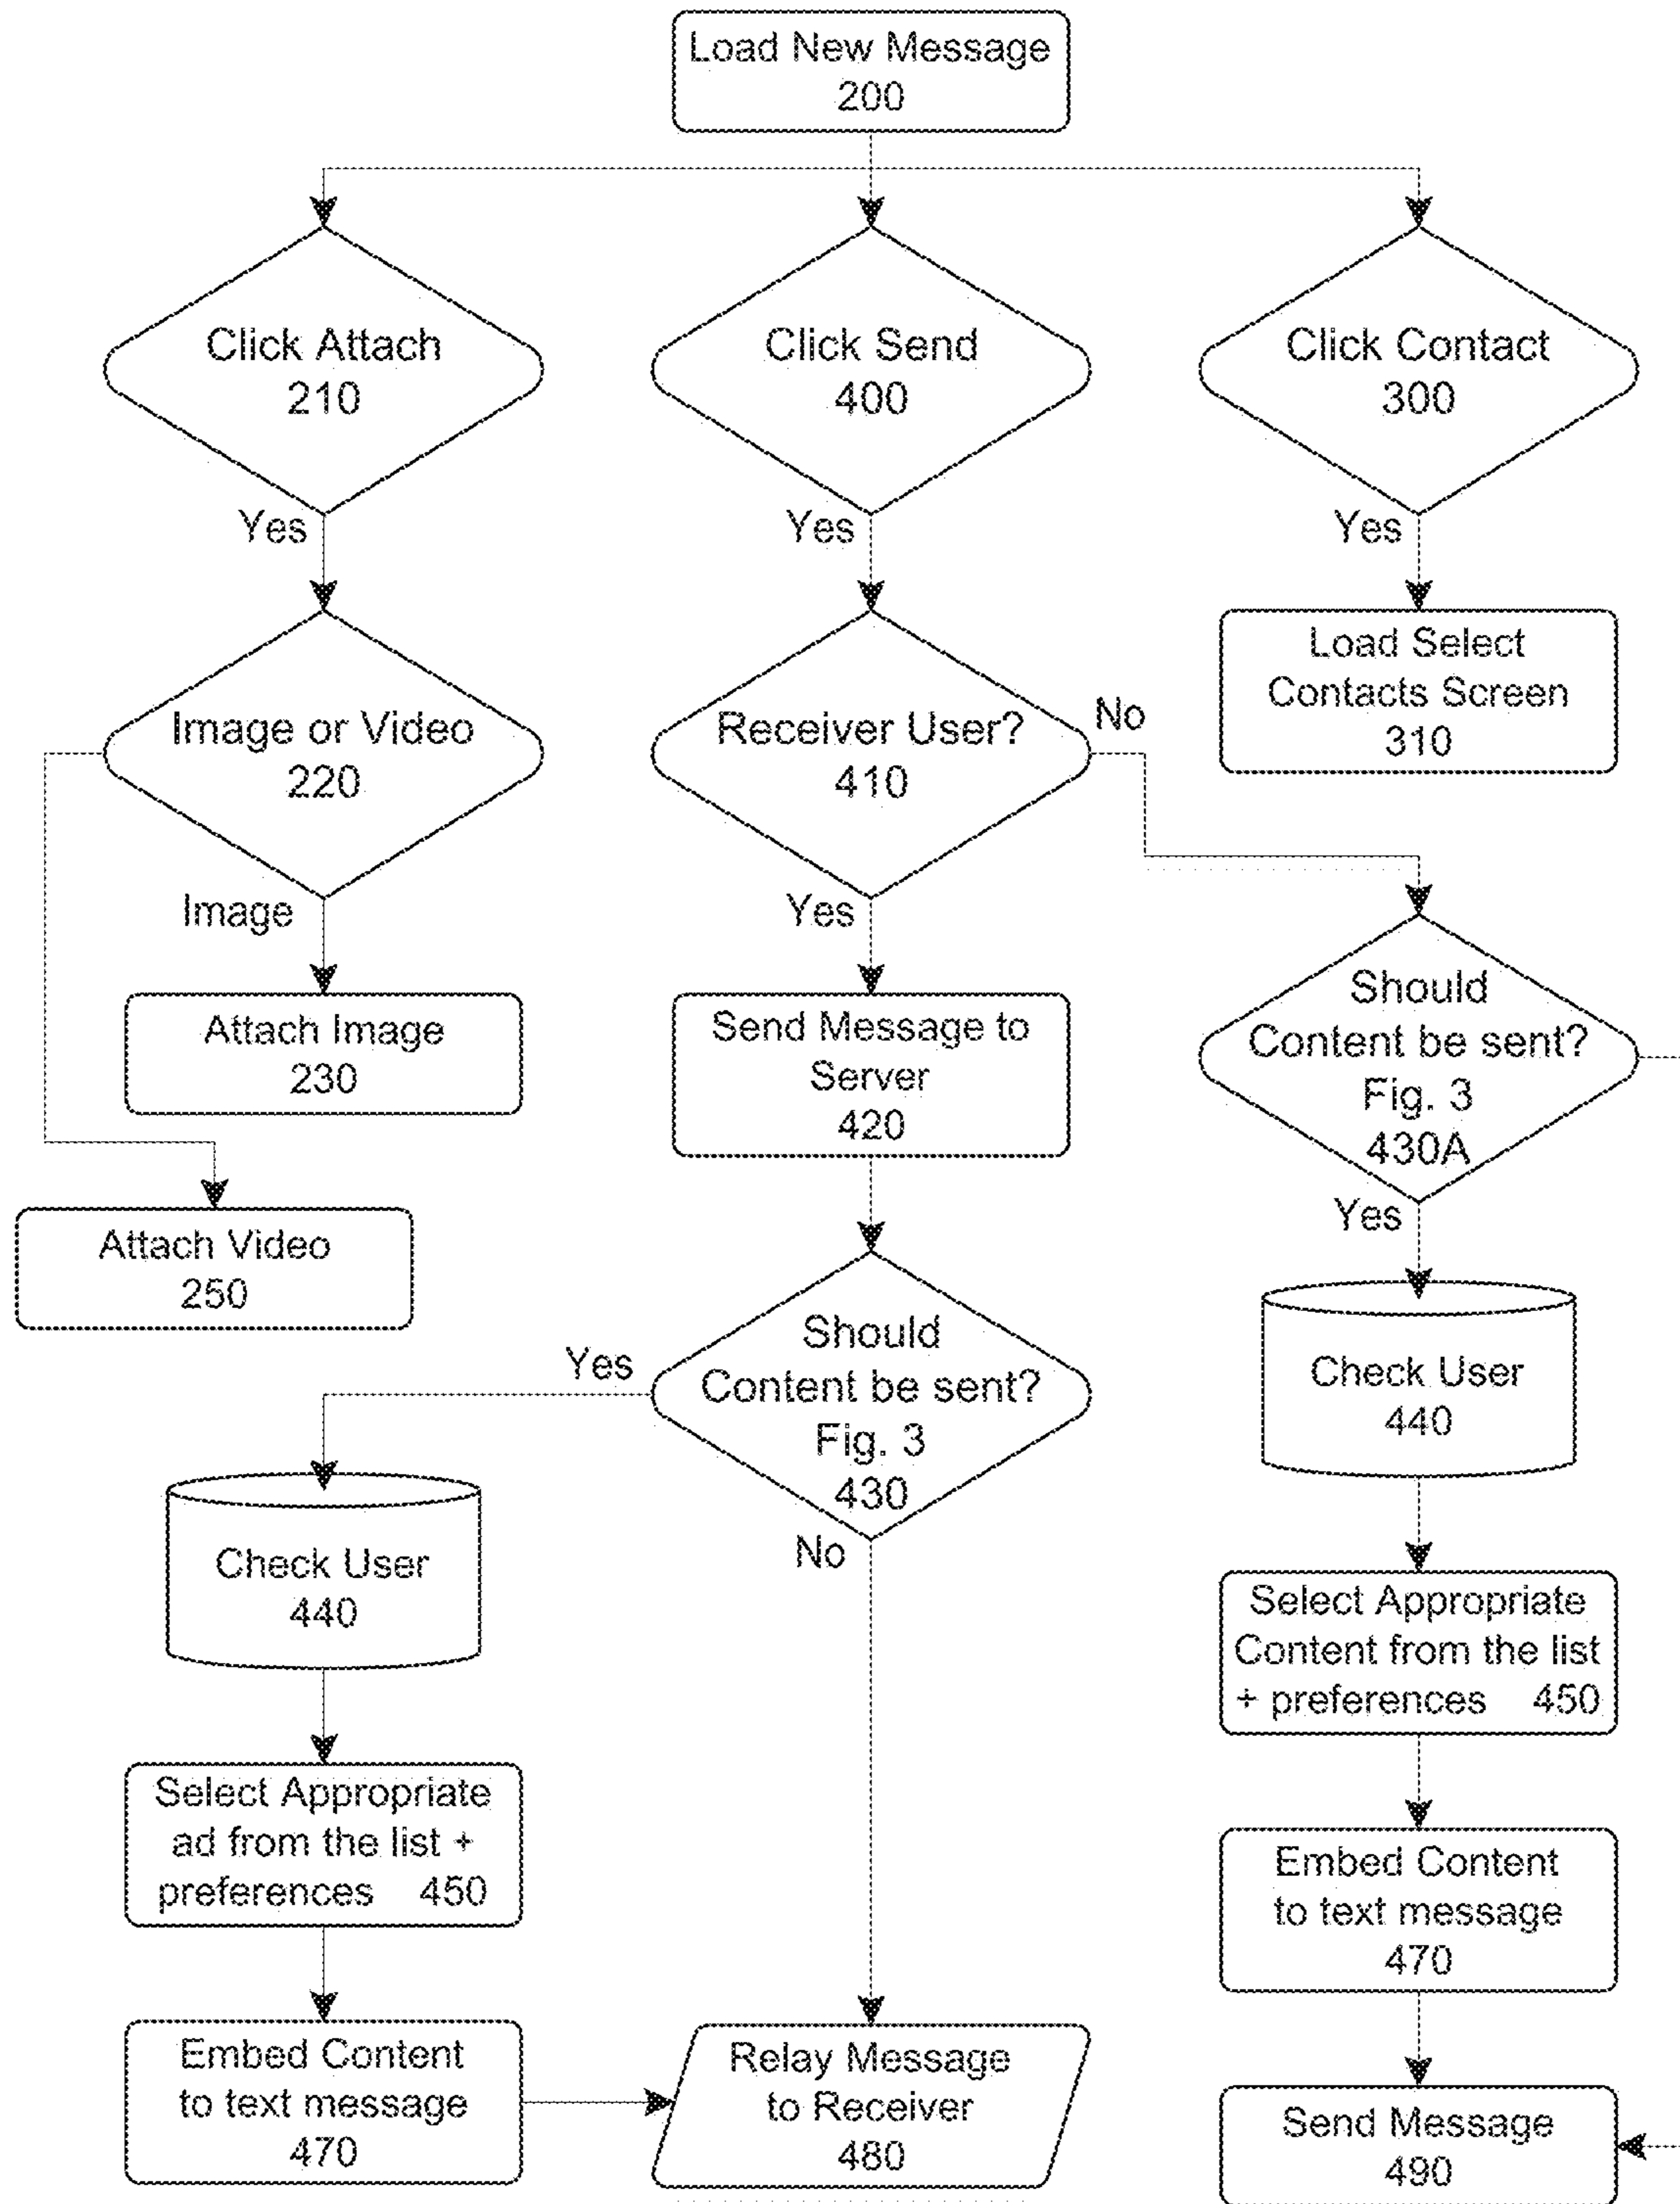 Load New Message
200
Click Attach
210
Click Send
400
Click Contact
300
Yes
Yes
Yes
Image or Video
220
Receiver User?
410
No
Load Select
Contacts Screen
310
Image
Yes
Attach Image
230
Send Message to
Server
420
Should
Content be sent?
Fig. 3
430A
Yes
Attach Video
250
Yes
Should
Content be sent?
Fig. 3
430
No
Check User
440
Check User
440
Select Appropriate
ad from the list +
preferences 450
Select Appropriate
Content from the list
+ preferences 450
Embed Content
to text message
470
Embed Content
to text message
470
Relay Message
to Receiver
480
Send Message
490